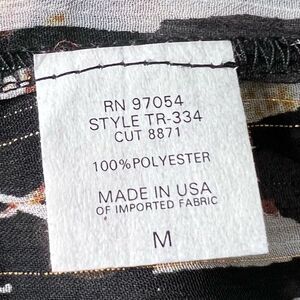 RN 97054
STYLE TR-334
CUT 8871
100% POLYESTER
MADE IN USA
OF IMPORTED FABRIC
M